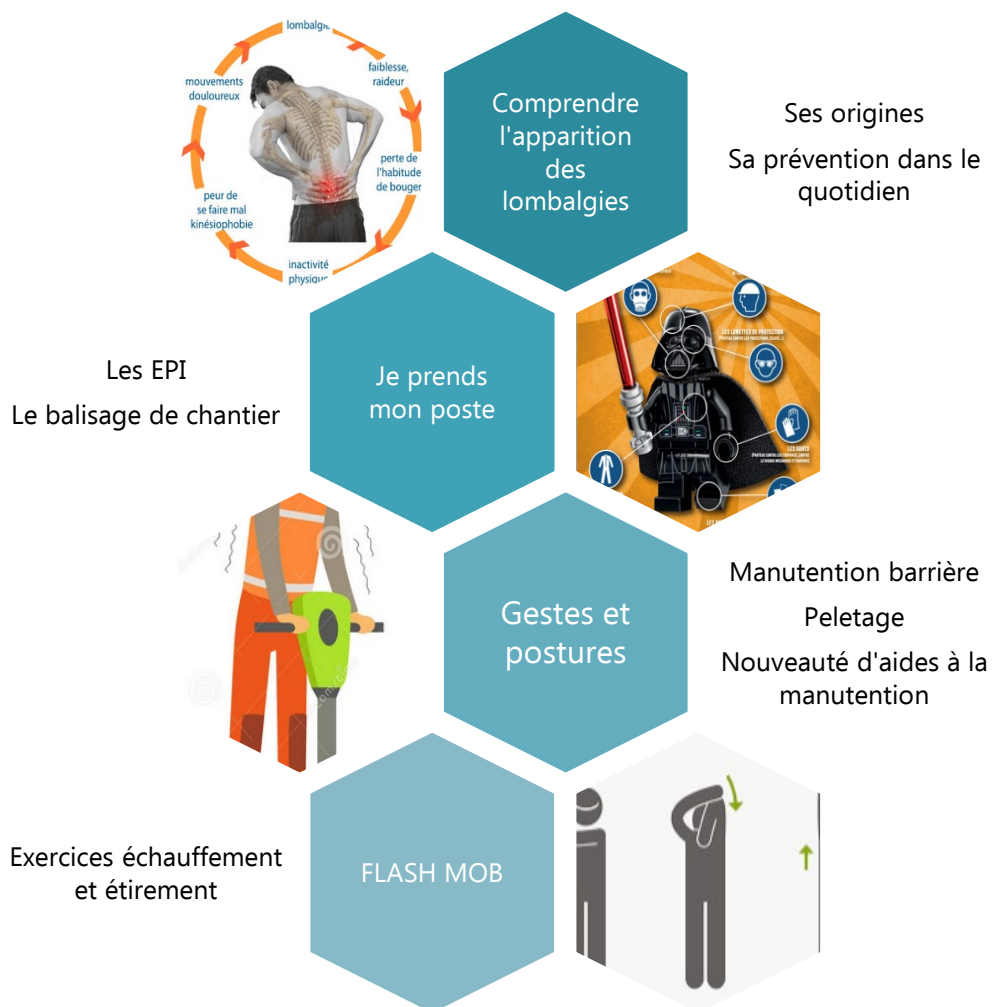 lombalgie
faiblesse,
raideur
perte de
l'habitude
de bouger
inactivité
physique
peur de
se faire mal
kinésiophobie
mouvements
douloureux
Comprendre
l'apparition
des
lombalgies
Ses origines
Sa prévention dans le
quotidien
Les EPI
Le balisage de chantier
Je prends
mon poste
LES LUNETTES DE PROTECTION
LES GANTS
Gestes et
postures
Manutention barrière
Peletage
Nouveauté d'aides à la
manutention
Exercices échauffement
et étirement
FLASH MOB